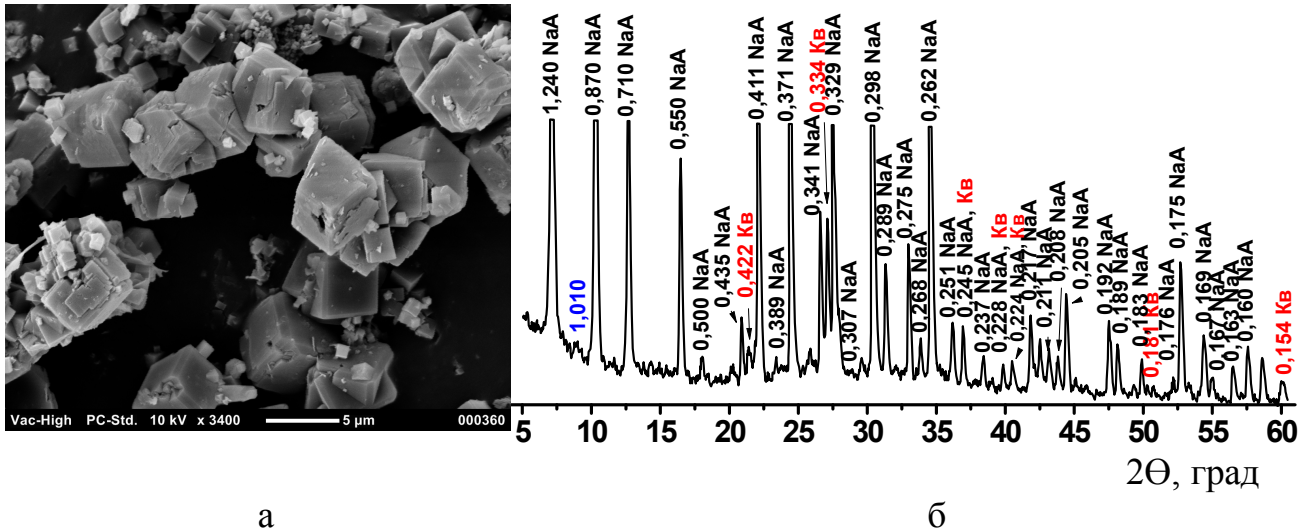 Vac-High PC-Std. 10 kV x 3400 5 µm 000360
1,240 NaA
1,010
0,870 NaA
0,710 NaA
0,550 NaA
0,500 NaA
0,435 NaA
0,422 Кв
0,411 NaA
0,389 NaA
0,371 NaA
0,341 NaA
0,334 Кв
0,329 NaA
0,307 NaA
0,298 NaA
0,289 NaA
0,275 NaA
0,268 NaA
0,262 NaA
0,251 NaA
0,245 NaA, Кв
0,237 NaA
0,228 NaA, Кв
0,224 NaA, Кв
0,217 NaA
0,211 NaA
0,208 NaA
0,205 NaA
0,192 NaA
0,189 NaA
0,183 NaA
0,181 Кв
0,176 NaA
0,175 NaA
0,169 NaA
0,167 NaA
0,163 NaA
0,160 NaA
0,154 Кв
5 10 15 20 25 30 35 40 45 50 55 60
2Θ, град
а б